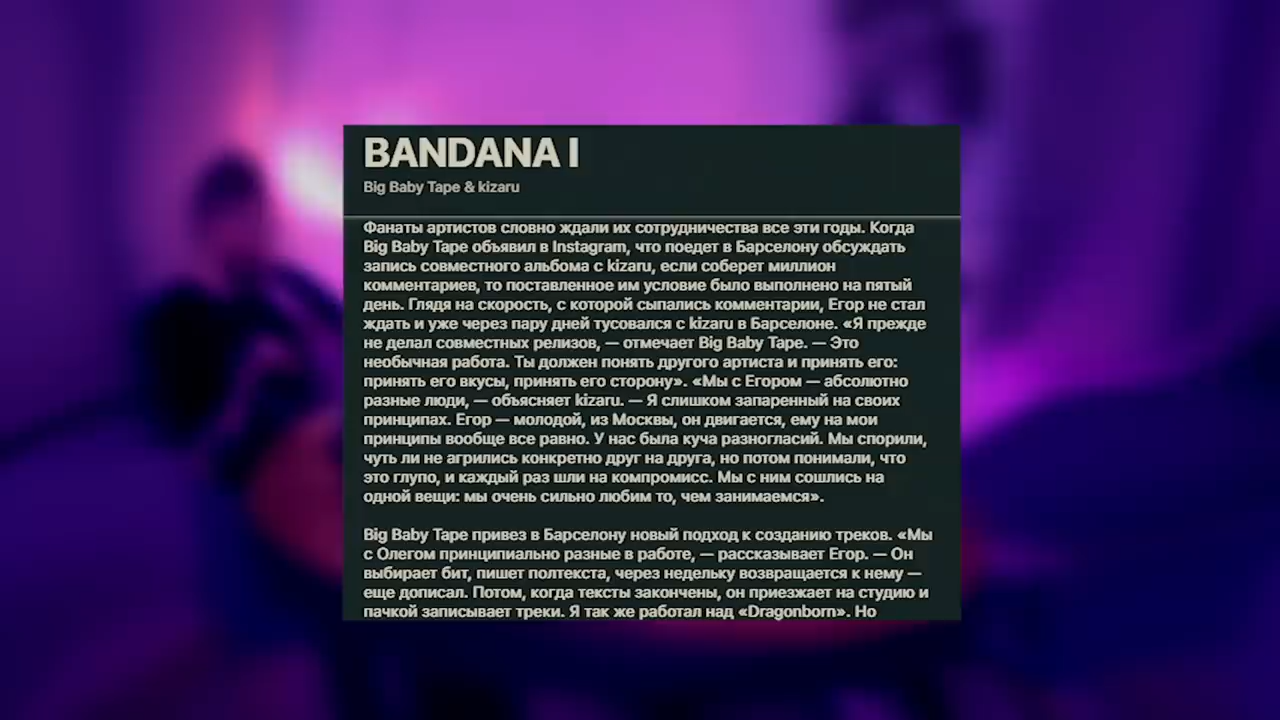 BANDANA I
Big Baby Tape & kizaru
Фанаты артистов словно ждали их сотрудничества все эти годы. Когда
Big Baby Tape объявил в Instagram, что поедет в Барселону обсуждать
запись совместного альбома с kizaru, если соберет миллион
комментариев, то поставленное им условие было выполнено на пятый
день. Глядя на скорость, с которой сыпались комментарии, Егор не стал
ждать и уже через пару дней тусовался с kizaru в Барселоне. «Я прежде
не делал совместных релизов, — отмечает Big Baby Tape. — Это
необычная работа. Ты должен понять другого артиста и принять его:
принять его вкусы, принять его сторону». «Мы с Егором — абсолютно
разные люди, — объясняет kizaru. — Я слишком запаренный на своих
принципах. Егор — молодой, из Москвы, он двигается, ему на мои
принципы вообще все равно. У нас была куча разногласий. Мы спорили,
чуть ли не агрились конкретно друг на друга, но потом понимали, что
это глупо, и каждый раз шли на компромисс. Мы с ним сошлись на
одной вещи: мы очень сильно любим то, чем занимаемся».
Big Baby Tape привез в Барселону новый подход к созданию треков. «Мы
с Олегом принципиально разные в работе, — рассказывает Егор. — Он
выбирает бит, пишет полтекста, через недельку возвращается к нему —
еще дописал. Потом, когда тексты закончены, он приезжает на студию и
пачкой записывает треки. Я так же работал над «Dragonborn». Но